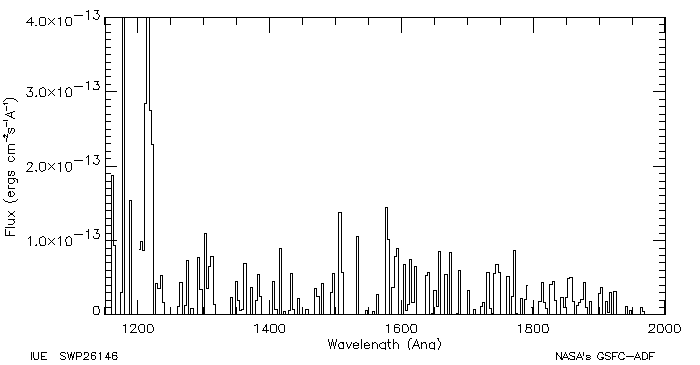 4.0×10⁻¹³
3.0×10⁻¹³
2.0×10⁻¹³
1.0×10⁻¹³
0
Flux (ergs cm⁻²s⁻¹A⁻¹)
1200 1400 1600 1800 2000
Wavelength (Ang)
IUE SWP26146 NASA's GSFC-ADF